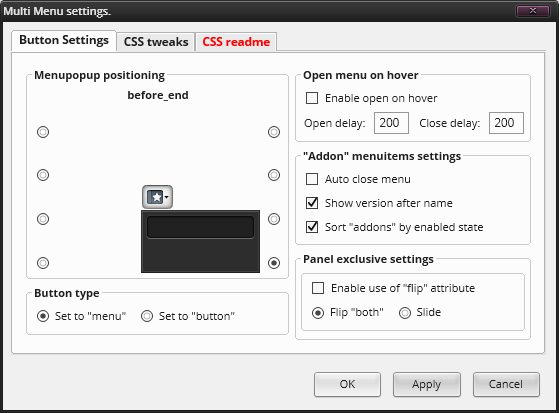 Multi Menu settings.
Button Settings
CSS tweaks
CSS readme
Menupopup positioning
before_end
Button type
Set to "menu"
Set to "button"
Open menu on hover
Enable open on hover
Open delay: 200 Close delay: 200
"Addon" menuitems settings
Auto close menu
Show version after name
Sort "addons" by enabled state
Panel exclusive settings
Enable use of "flip" attribute
Flip "both"
Slide
OK
Apply
Cancel